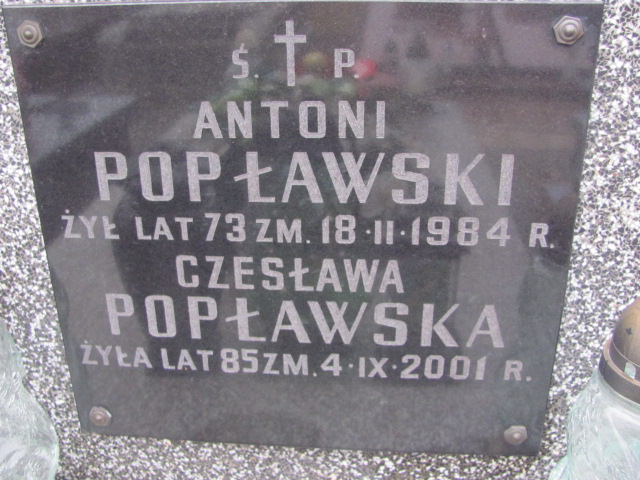 Ś. P.
ANTONI
POPŁAWSKI
ŻYŁ LAT 73 ZM. 18·II·1984 R.
CZESŁAWA
POPŁAWSKA
ŻYŁA LAT 85 ZM. 4·IX·2001 R.